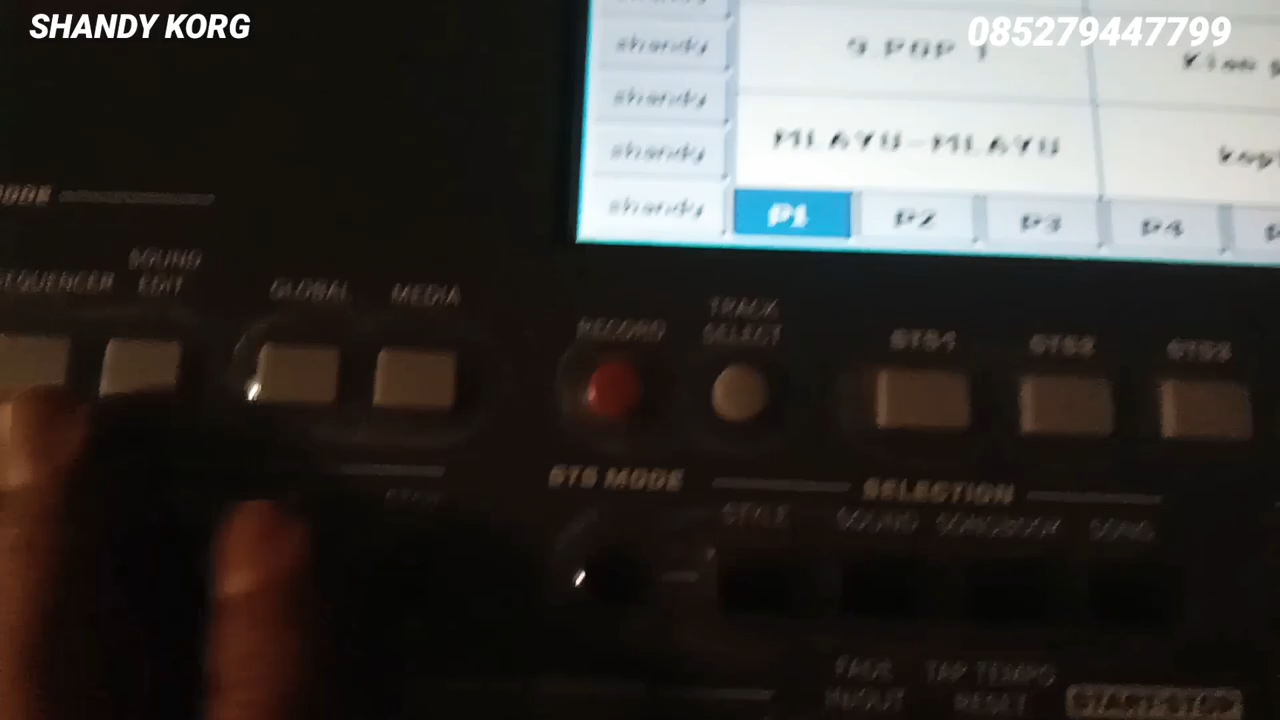 SHANDY KORG
085279447799
shandy
shandy
shandy
MLAYU-MLAYU
shandy
P1
P2
P3
P4
SOUND
EDIT
SEQUENCER
GLOBAL
MEDIA
RECORD
TRACK
SELECT
STS1
STS2
STS3
STS MODE
SELECTION
STYLE
SOUND
SONGBOOK
SONG
FADE
IN/OUT
TAP TEMPO
RESET
START/STOP